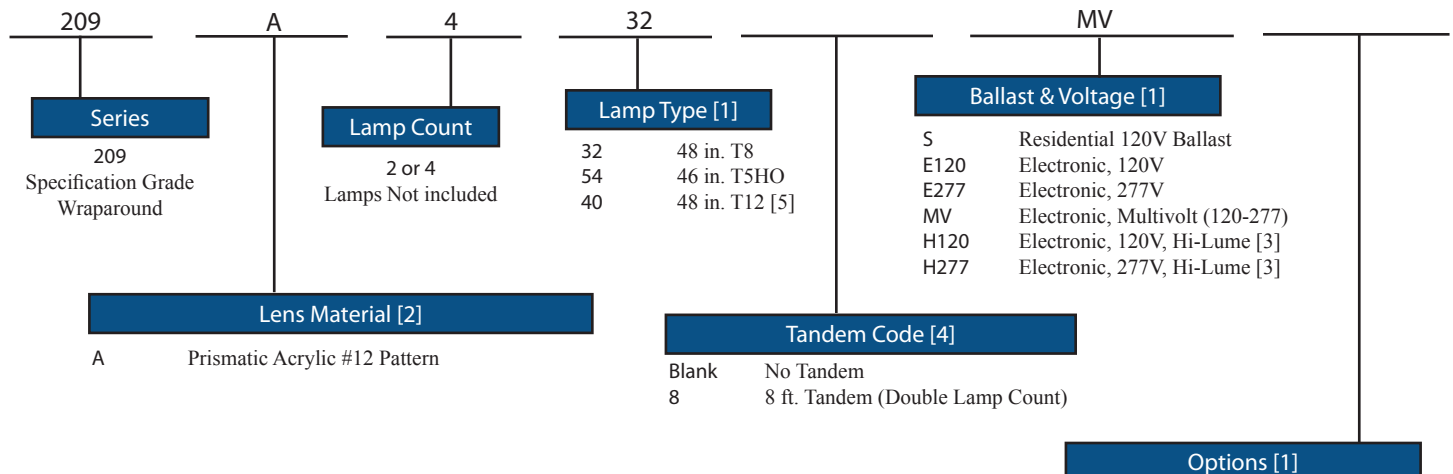 209 A 4 32 MV
Series
209
Specification Grade
Wraparound
Lamp Count
2 or 4
Lamps Not included
Lamp Type [1]
32 48 in. T8
54 46 in. T5HO
40 48 in. T12 [5]
Ballast & Voltage [1]
S Residential 120V Ballast
E120 Electronic, 120V
E277 Electronic, 277V
MV Electronic, Multivolt (120-277)
H120 Electronic, 120V, Hi-Lume [3]
H277 Electronic, 277V, Hi-Lume [3]
Lens Material [2]
A Prismatic Acrylic #12 Pattern
Tandem Code [4]
Blank No Tandem
8 8 ft. Tandem (Double Lamp Count)
Options [1]